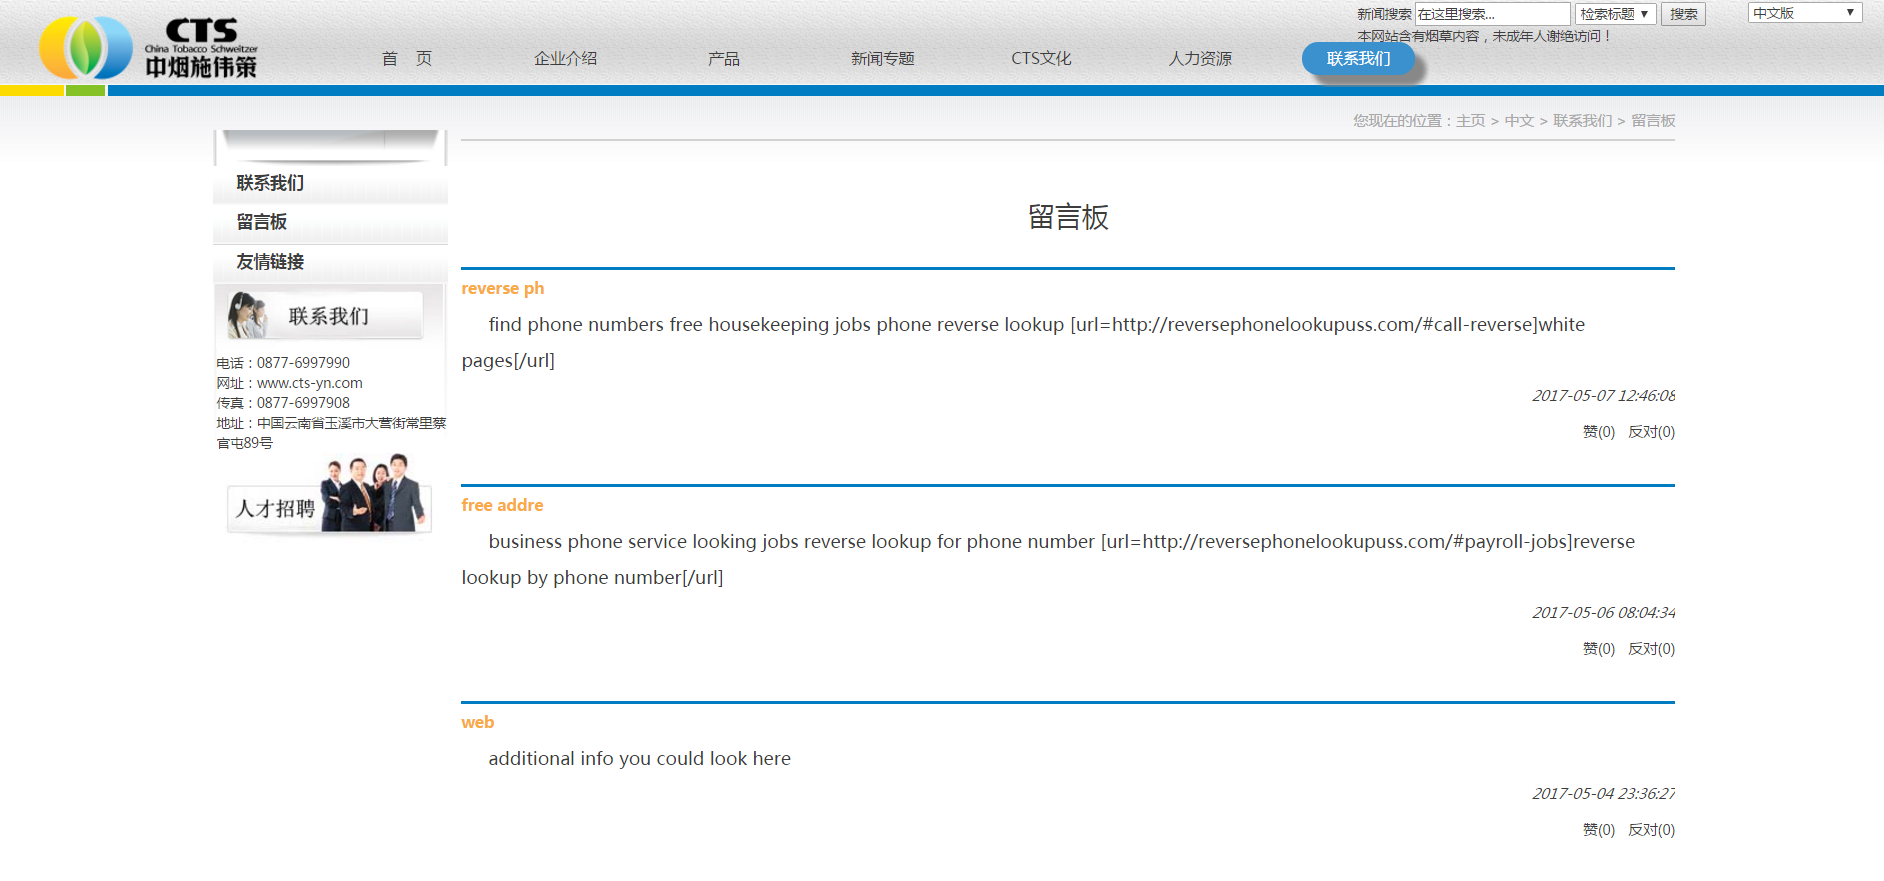 CTS
China Tobacco Schweitzer
中烟施伟策
新闻搜索 在这里搜索... 检索标题 搜索 中文版
本网站含有烟草内容，未成年人谢绝访问！
首 页 企业介绍 产品 新闻专题 CTS文化 人力资源 联系我们
您现在的位置：主页 > 中文 > 联系我们 > 留言板
联系我们
留言板
友情链接
联系我们
电话：0877-6997990
网址：www.cts-yn.com
传真：0877-6997908
地址：中国云南省玉溪市大营街常里蔡
官屯89号
人才招聘
留言板
reverse ph
find phone numbers free housekeeping jobs phone reverse lookup [url=http://reversephonelookupuss.com/#call-reverse]white
pages[/url]
2017-05-07 12:46:08
赞(0) 反对(0)
free addre
business phone service looking jobs reverse lookup for phone number [url=http://reversephonelookupuss.com/#payroll-jobs]reverse
lookup by phone number[/url]
2017-05-06 08:04:34
赞(0) 反对(0)
web
additional info you could look here
2017-05-04 23:36:27
赞(0) 反对(0)